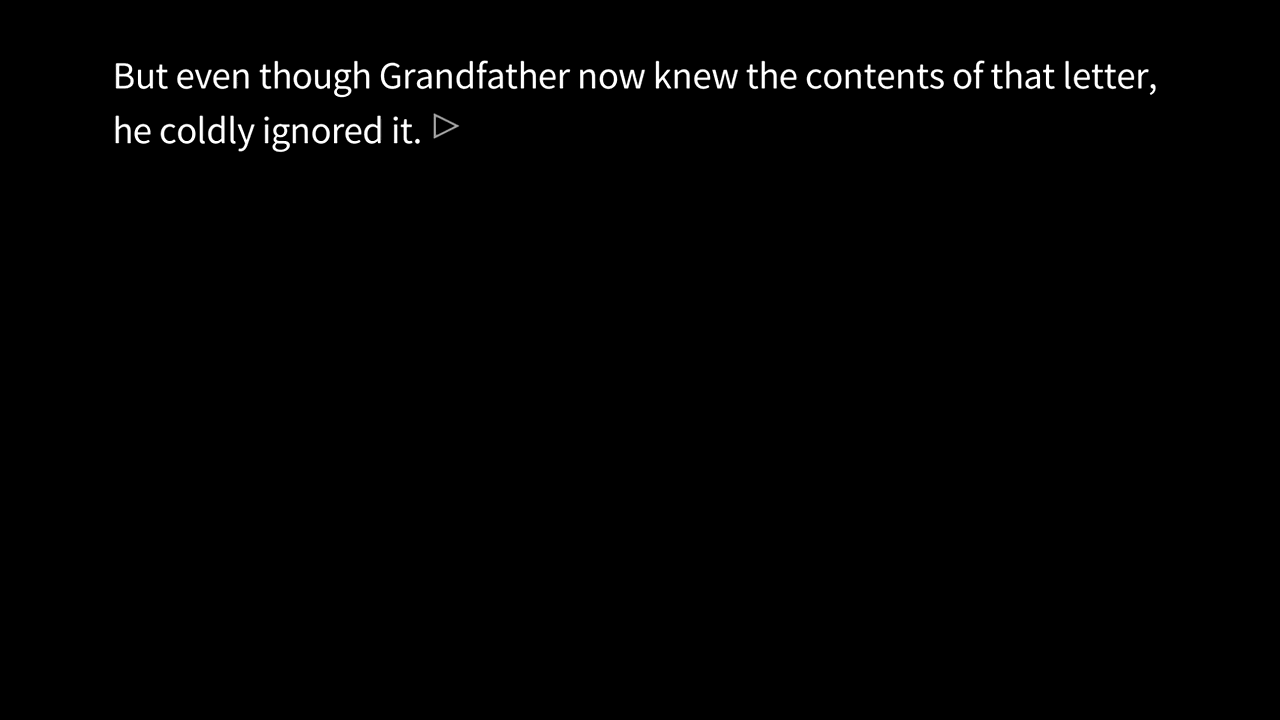 But even though Grandfather now knew the contents of that letter,
he coldly ignored it.